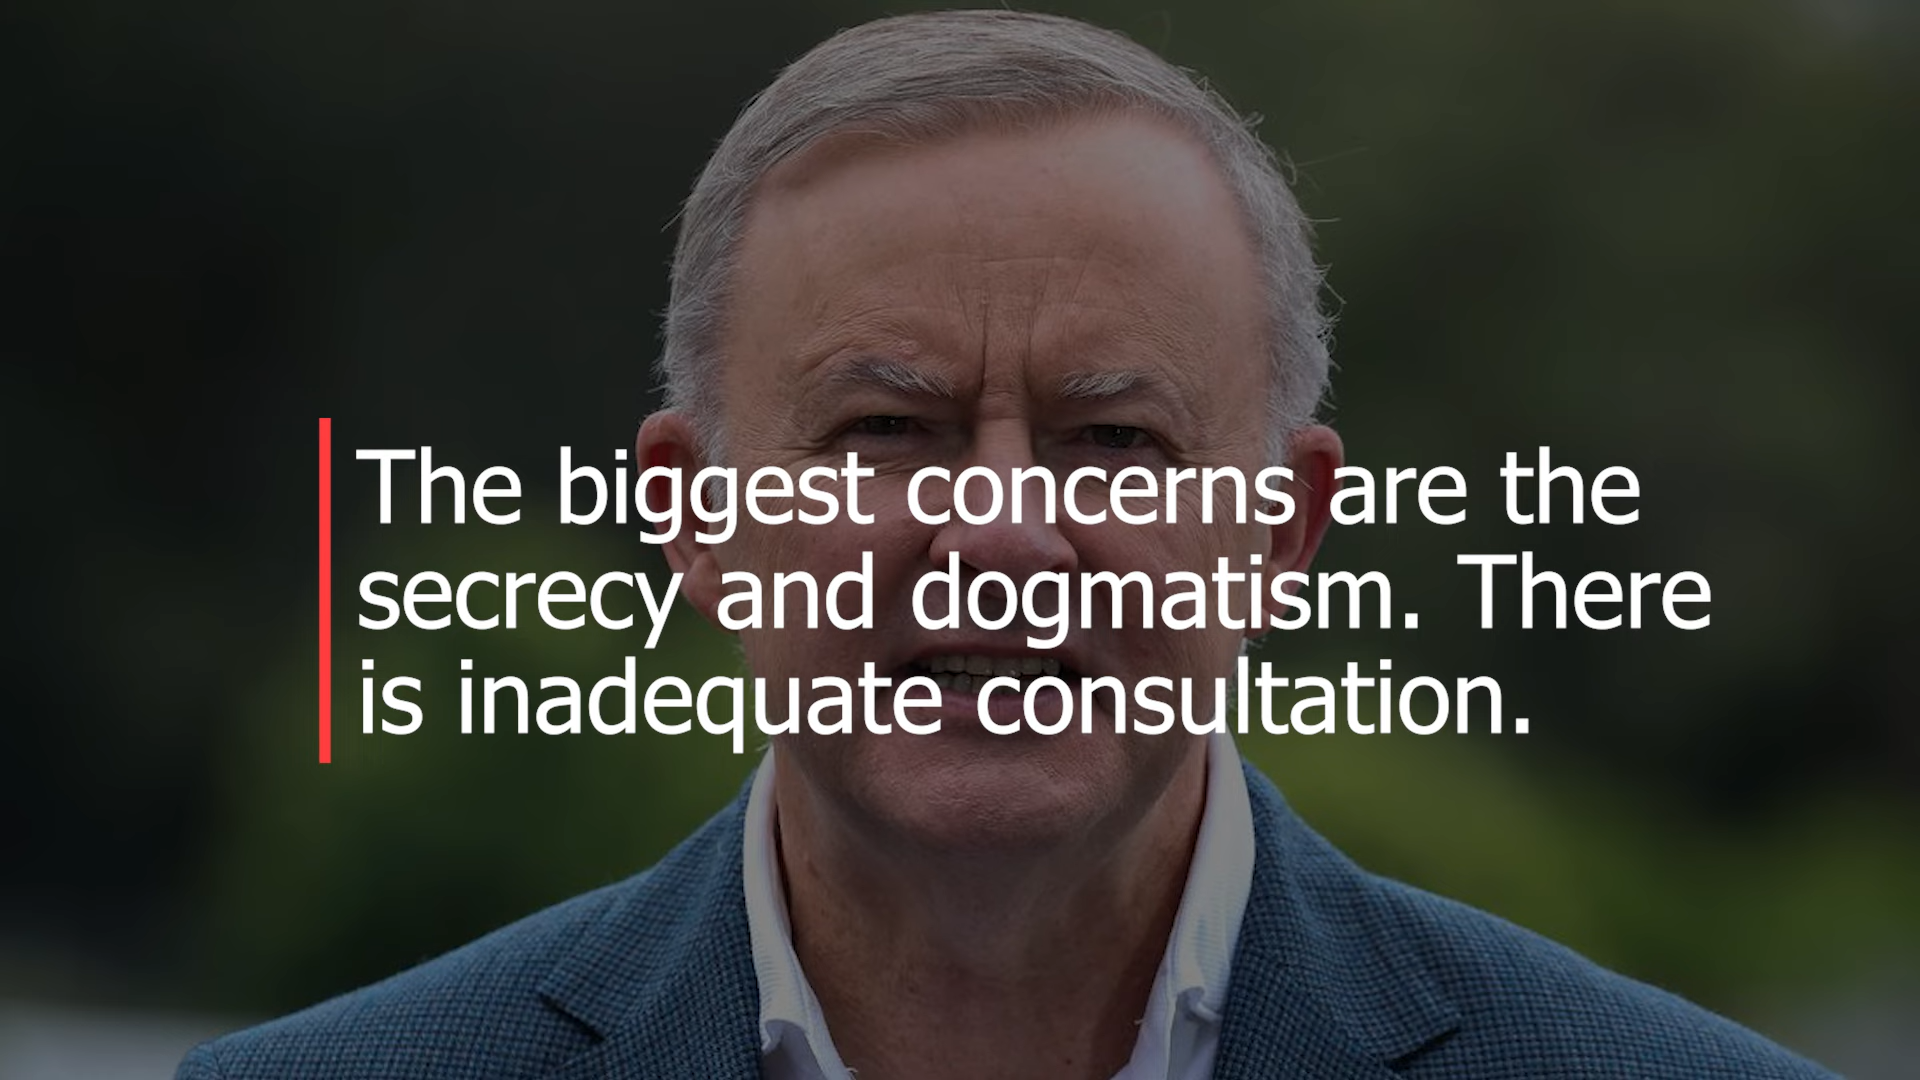 The biggest concerns are the
secrecy and dogmatism. There
is inadequate consultation.